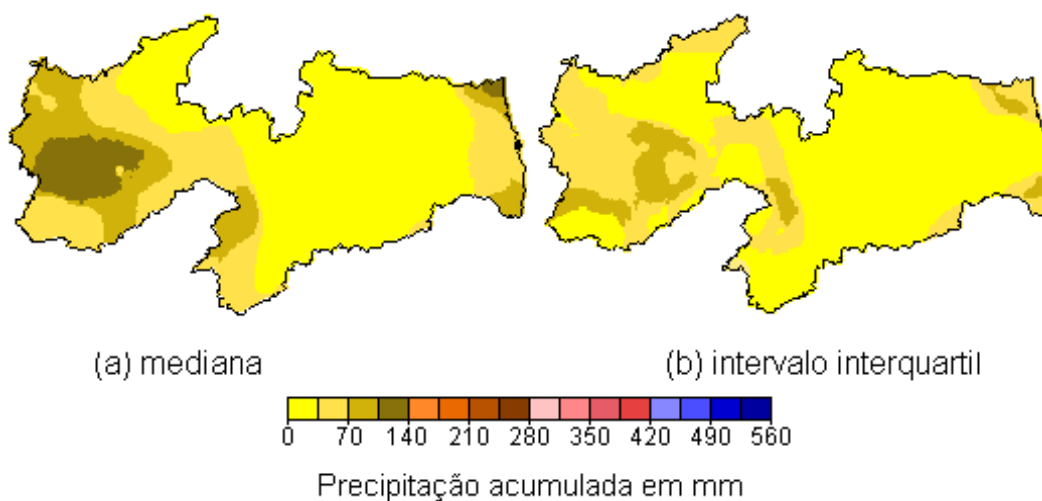 (a) mediana (b) intervalo interquartil
0 70 140 210 280 350 420 490 560
Precipitação acumulada em mm